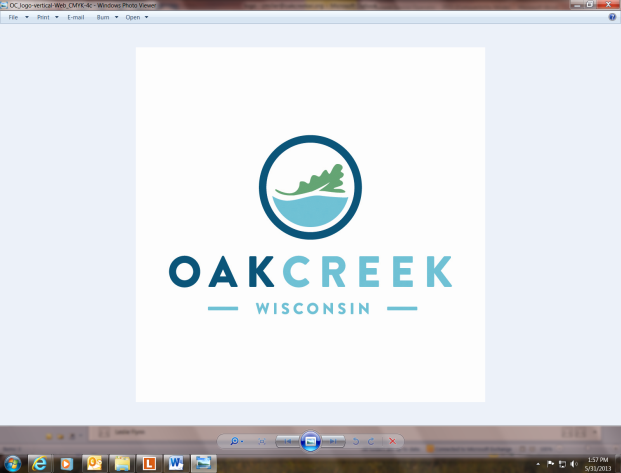 OC_logo-vertical-Web_CMYK-4c - Windows Photo Viewer
File Print E-mail Burn Open
OAKCREEK
WISCONSIN
1:57 PM
5/31/2013